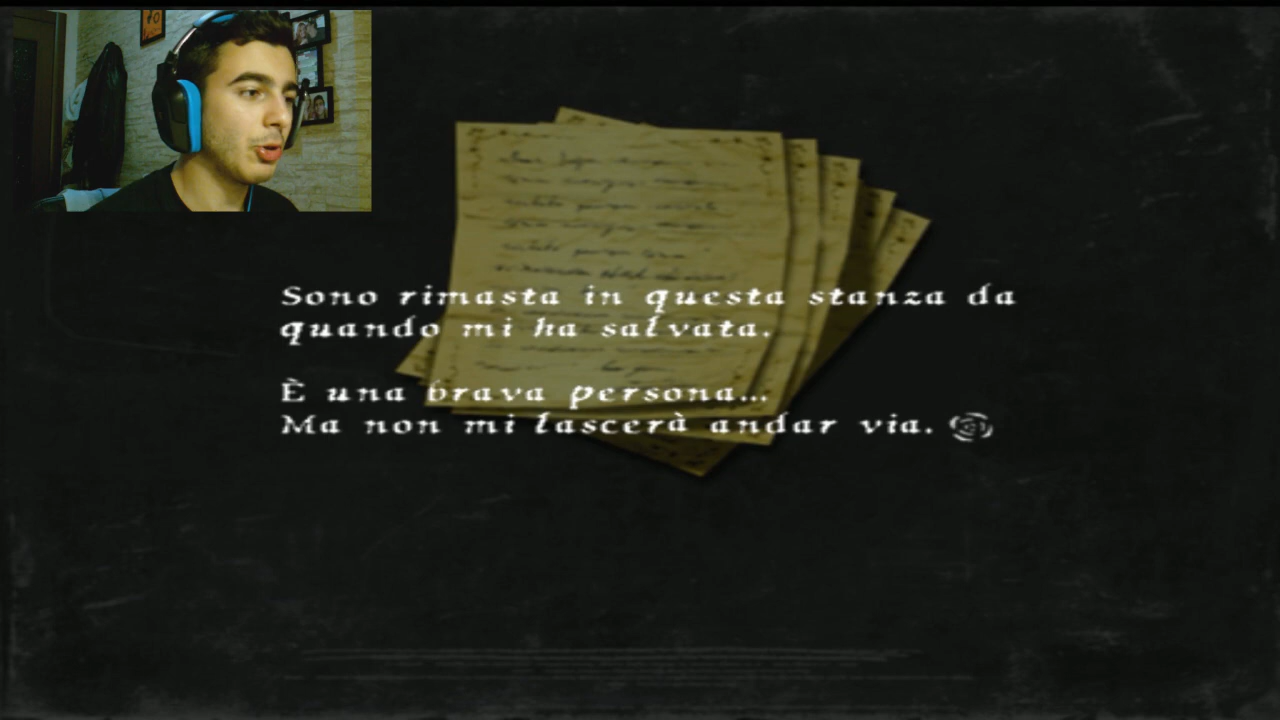 Sono rimasta in questa stanza da
quando mi ha salvata.
È una brava persona...
Ma non mi lascerà andar via.